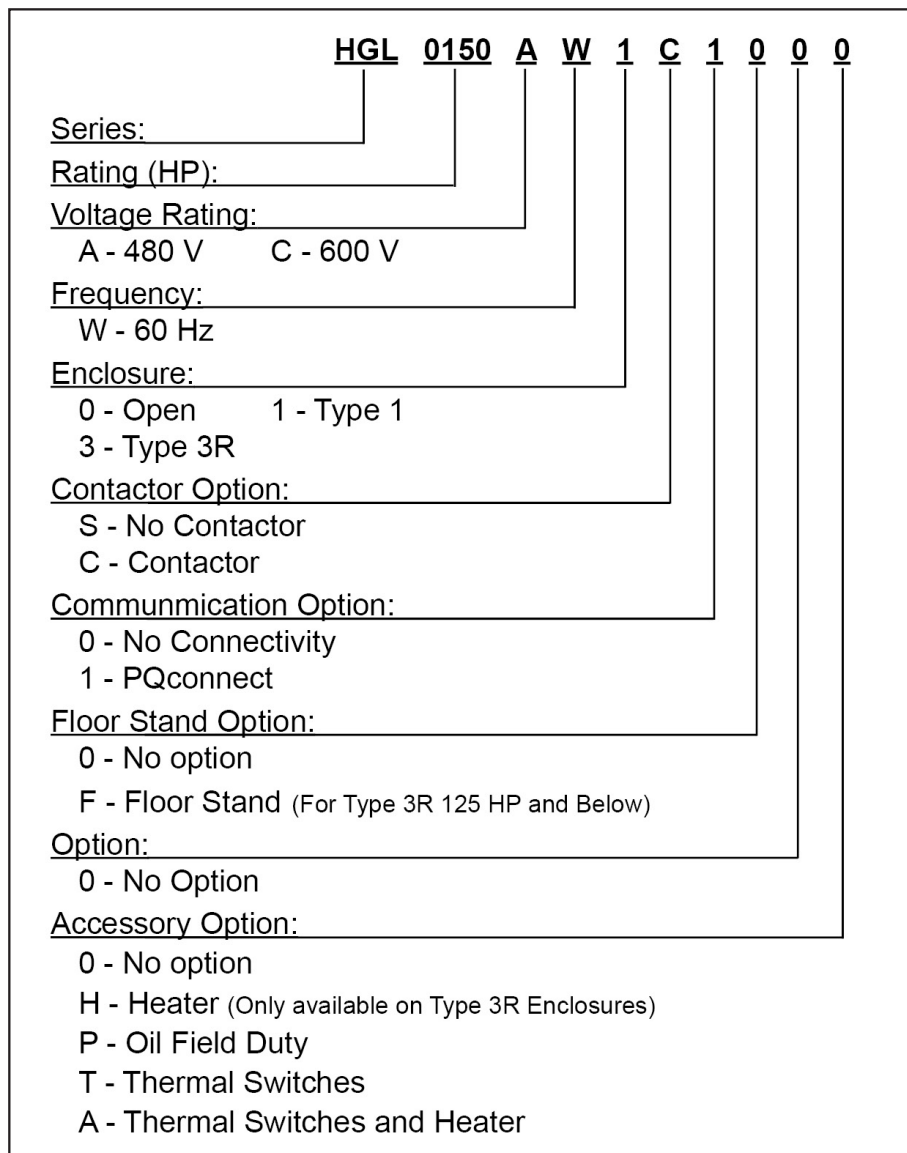 HGL 0150 A W 1 C 1 0 0 0
Series:
Rating (HP):
Voltage Rating:
A - 480 V C - 600 V
Frequency:
W - 60 Hz
Enclosure:
0 - Open 1 - Type 1
3 - Type 3R
Contactor Option:
S - No Contactor
C - Contactor
Communmication Option:
0 - No Connectivity
1 - PQconnect
Floor Stand Option:
0 - No option
F - Floor Stand (For Type 3R 125 HP and Below)
Option:
0 - No Option
Accessory Option:
0 - No option
H - Heater (Only available on Type 3R Enclosures)
P - Oil Field Duty
T - Thermal Switches
A - Thermal Switches and Heater